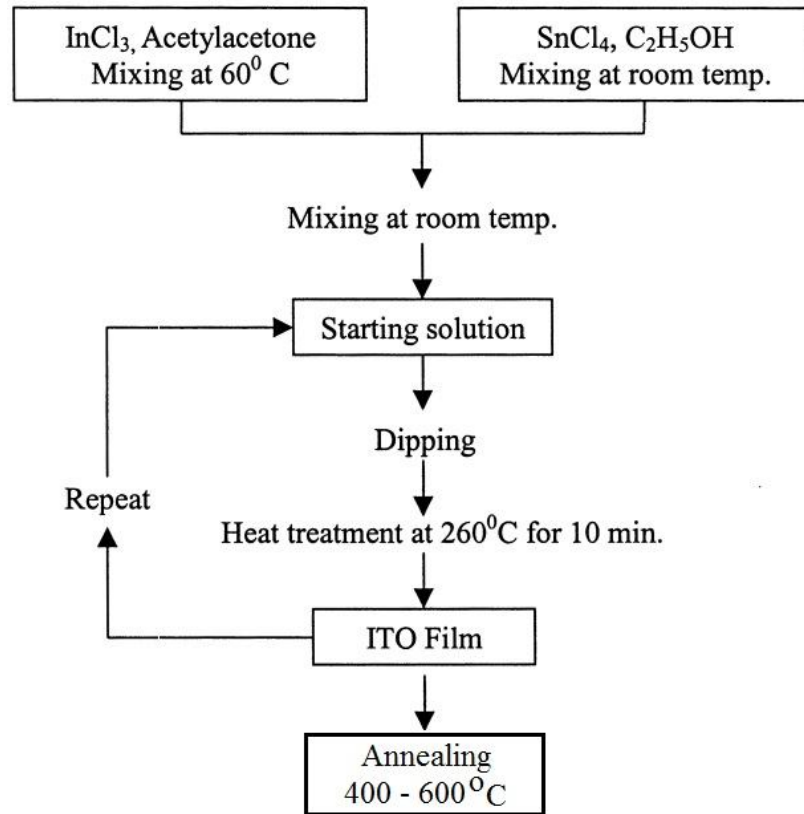 InCl₃, Acetylacetone
Mixing at 60⁰ C
SnCl₄, C₂H₅OH
Mixing at room temp.
Mixing at room temp.
Starting solution
Dipping
Repeat
Heat treatment at 260⁰C for 10 min.
ITO Film
Annealing
400 - 600⁰C